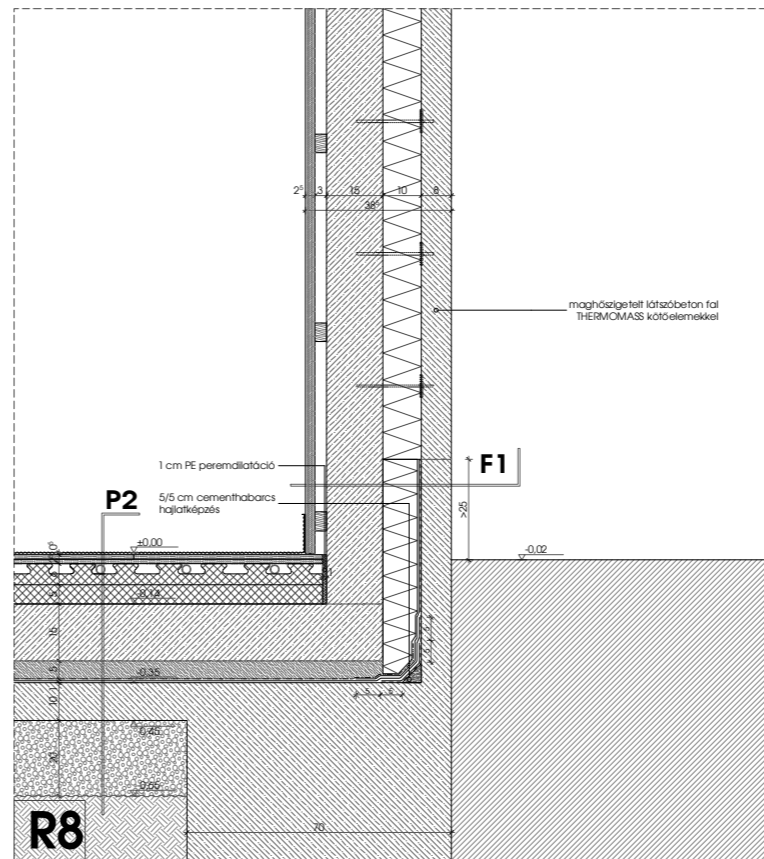 2⁵ 3 15 10 8
38⁵
maghőszigetelt látszóbeton fal
THERMOMASS kötőelemekkel
1 cm PE peremdilatáció
F1
P2
5/5 cm cementhabarcs
hajlatképzés
>25
±0,00
-0,02
5
-0,14
15
5
-0,35
10 1
5 6
-0,45
20
-0,65
R8
70